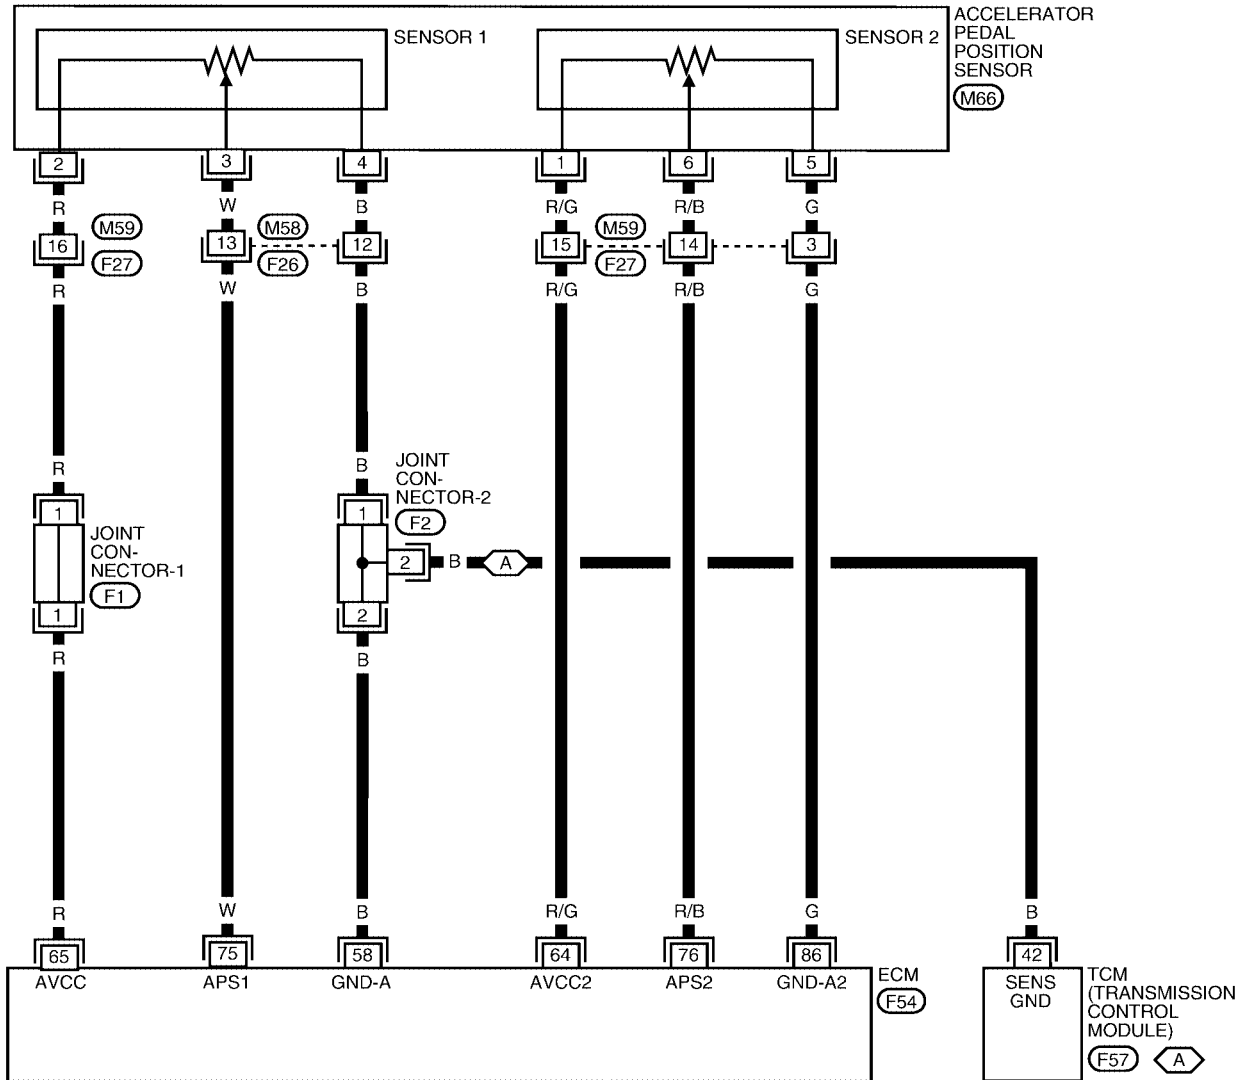 ACCELERATOR
PEDAL
POSITION
SENSOR
M66
SENSOR 1
SENSOR 2
2 3 4 1 6 5
R W B R/G R/B G
M59 M58 M59
16 13 12 15 14 3
F27 F26 F27
R W B R/G R/B G
R B
JOINT
CON-
NECTOR-2
F2
1 1
JOINT
CON-
NECTOR-1
F1
2 B A
1 2
R B
R W B R/G R/B G B
65 75 58 64 76 86 42
AVCC APS1 GND-A AVCC2 APS2 GND-A2
ECM
F54
SENS
GND
TCM
(TRANSMISSION
CONTROL
MODULE)
F57 A